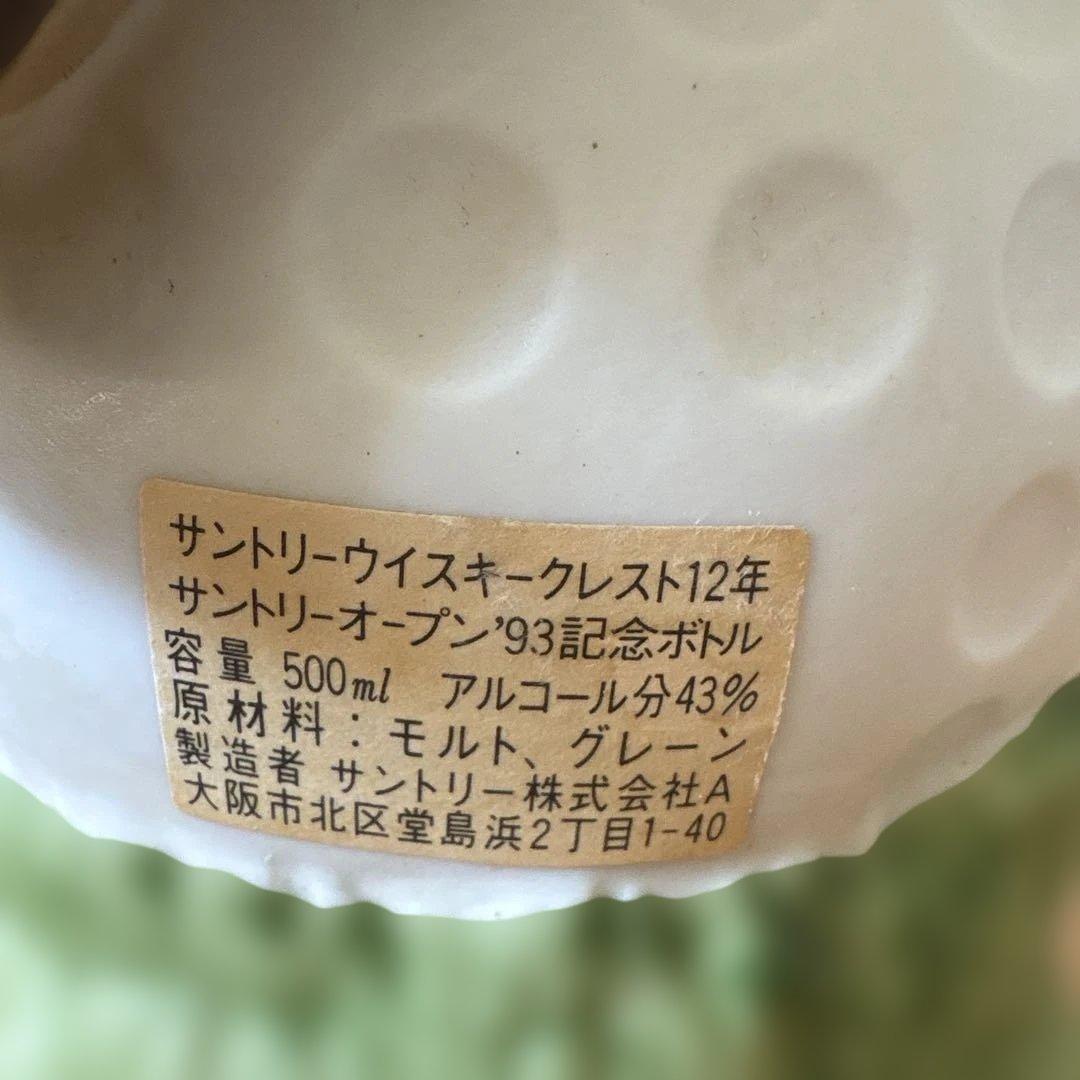 サントリーウイスキークレスト12年
サントリーオープン’93記念ボトル
容量 500ml アルコール分43%
原材料：モルト、グレーン
製造者 サントリー株式会社A
大阪市北区堂島浜2丁目1-40